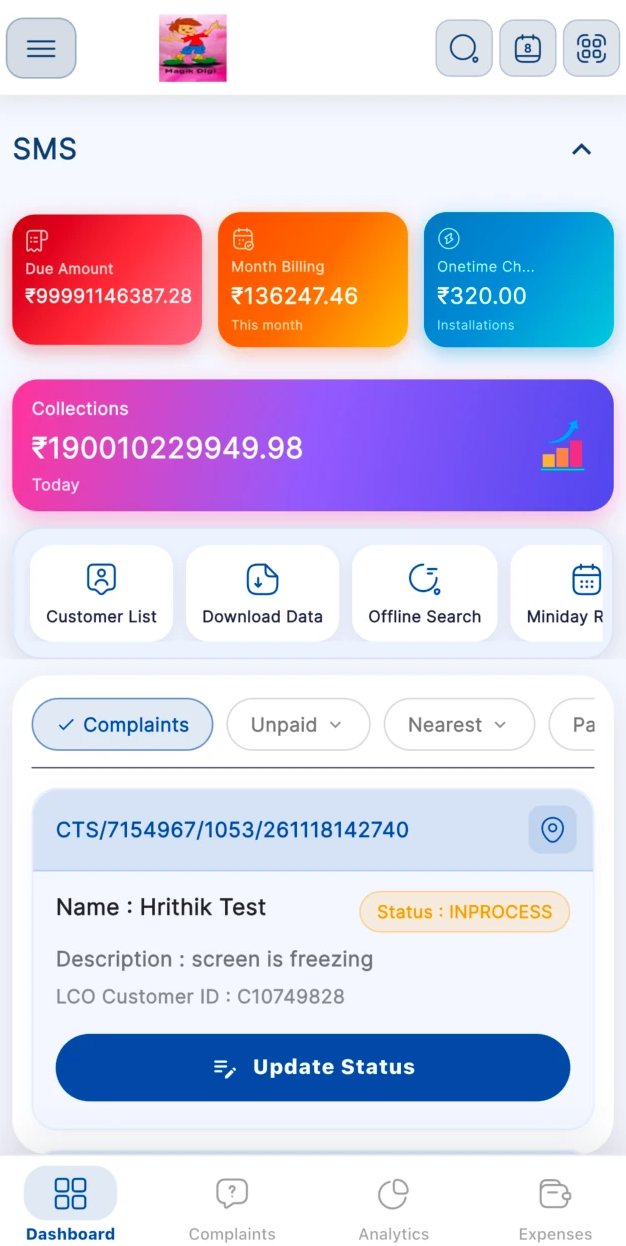 Magik Digi
8
SMS
Due Amount
₹99991146387.28
Month Billing
₹136247.46
This month
Onetime Ch...
₹320.00
Installations
Collections
₹190010229949.98
Today
Customer List
Download Data
Offline Search
Miniday R
Complaints
Unpaid
Nearest
Pa
CTS/7154967/1053/261118142740
Name : Hrithik Test
Status : INPROCESS
Description : screen is freezing
LCO Customer ID : C10749828
Update Status
Dashboard
Complaints
Analytics
Expenses